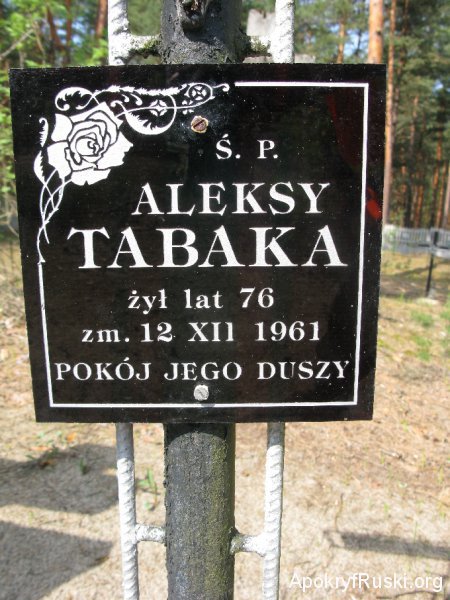 Ś. P.
ALEKSY
TABAKA
żył lat 76
zm. 12 XII 1961
POKÓJ JEGO DUSZY
ApokryfRuski.org